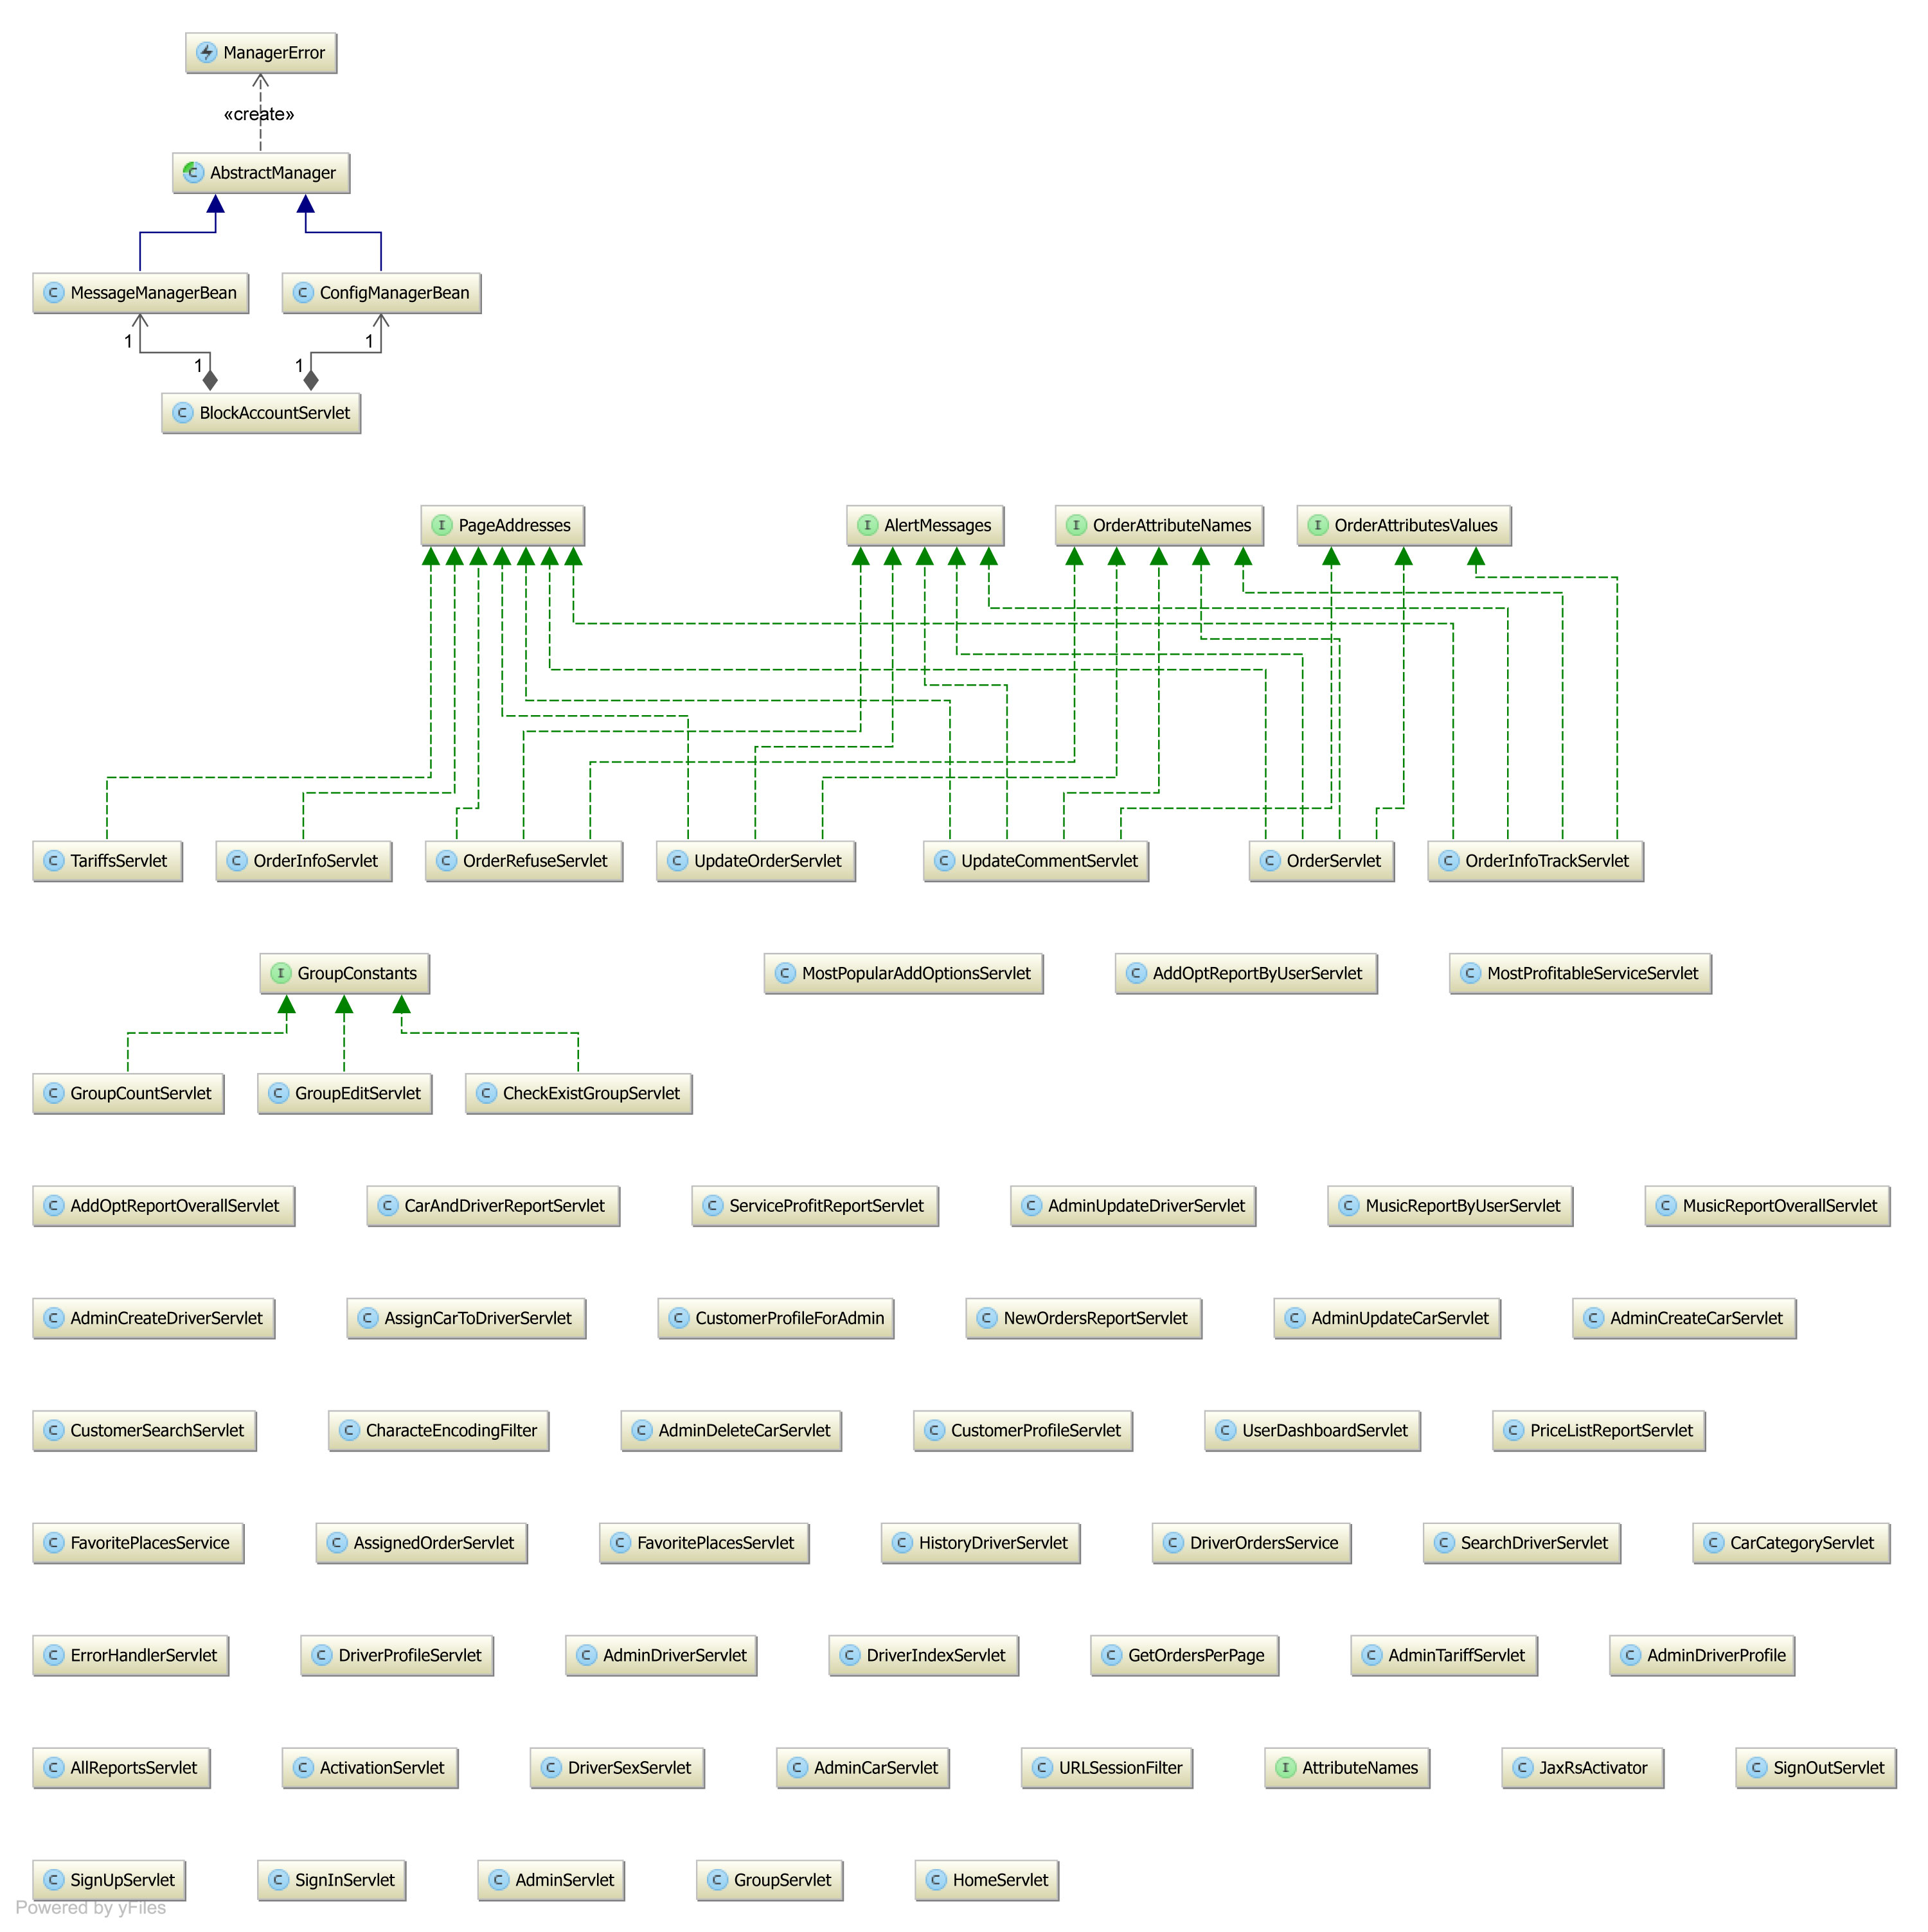 ManagerError
«create»
AbstractManager
MessageManagerBean
ConfigManagerBean
1
1
1
1
BlockAccountServlet
PageAddresses
AlertMessages
OrderAttributeNames
OrderAttributesValues
TariffsServlet
OrderInfoServlet
OrderRefuseServlet
UpdateOrderServlet
UpdateCommentServlet
OrderServlet
OrderInfoTrackServlet
GroupConstants
MostPopularAddOptionsServlet
AddOptReportByUserServlet
MostProfitableServiceServlet
GroupCountServlet
GroupEditServlet
CheckExistGroupServlet
AddOptReportOverallServlet
CarAndDriverReportServlet
ServiceProfitReportServlet
AdminUpdateDriverServlet
MusicReportByUserServlet
MusicReportOverallServlet
AdminCreateDriverServlet
AssignCarToDriverServlet
CustomerProfileForAdmin
NewOrdersReportServlet
AdminUpdateCarServlet
AdminCreateCarServlet
CustomerSearchServlet
CharacteEncodingFilter
AdminDeleteCarServlet
CustomerProfileServlet
UserDashboardServlet
PriceListReportServlet
FavoritePlacesService
AssignedOrderServlet
FavoritePlacesServlet
HistoryDriverServlet
DriverOrdersService
SearchDriverServlet
CarCategoryServlet
ErrorHandlerServlet
DriverProfileServlet
AdminDriverServlet
DriverIndexServlet
GetOrdersPerPage
AdminTariffServlet
AdminDriverProfile
AllReportsServlet
ActivationServlet
DriverSexServlet
AdminCarServlet
URLSessionFilter
AttributeNames
JaxRsActivator
SignOutServlet
SignUpServlet
SignInServlet
AdminServlet
GroupServlet
HomeServlet
Powered by yFiles